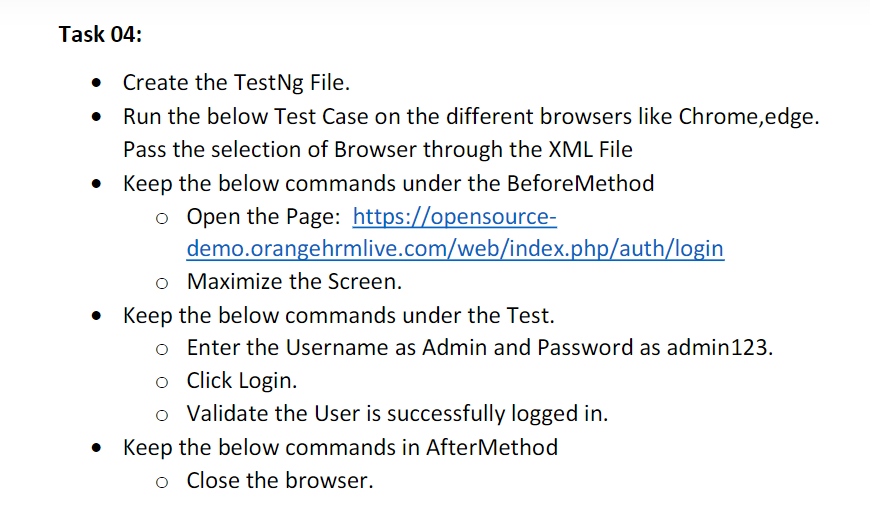 Task 04:
• Create the TestNg File.
• Run the below Test Case on the different browsers like Chrome,edge.
Pass the selection of Browser through the XML File
• Keep the below commands under the BeforeMethod
o Open the Page: https://opensource-
demo.orangehrmlive.com/web/index.php/auth/login
o Maximize the Screen.
• Keep the below commands under the Test.
o Enter the Username as Admin and Password as admin123.
o Click Login.
o Validate the User is successfully logged in.
• Keep the below commands in AfterMethod
o Close the browser.